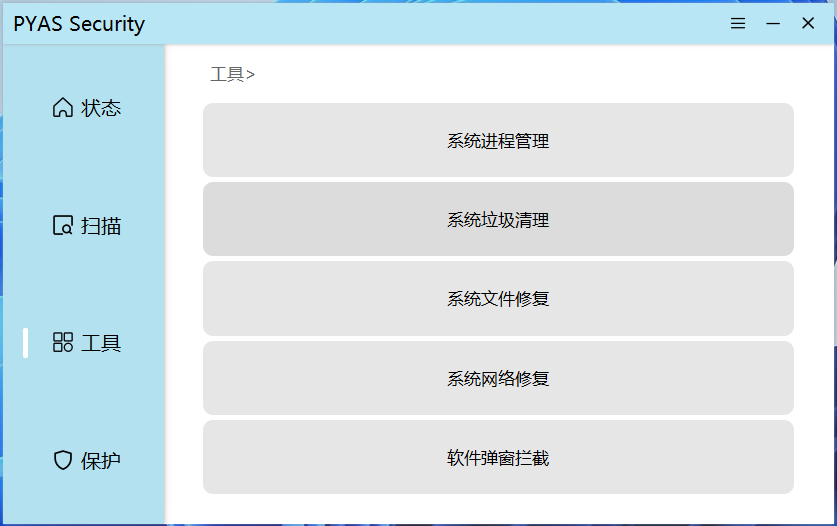 PYAS Security
状态
扫描
工具
保护
工具>
系统进程管理
系统垃圾清理
系统文件修复
系统网络修复
软件弹窗拦截